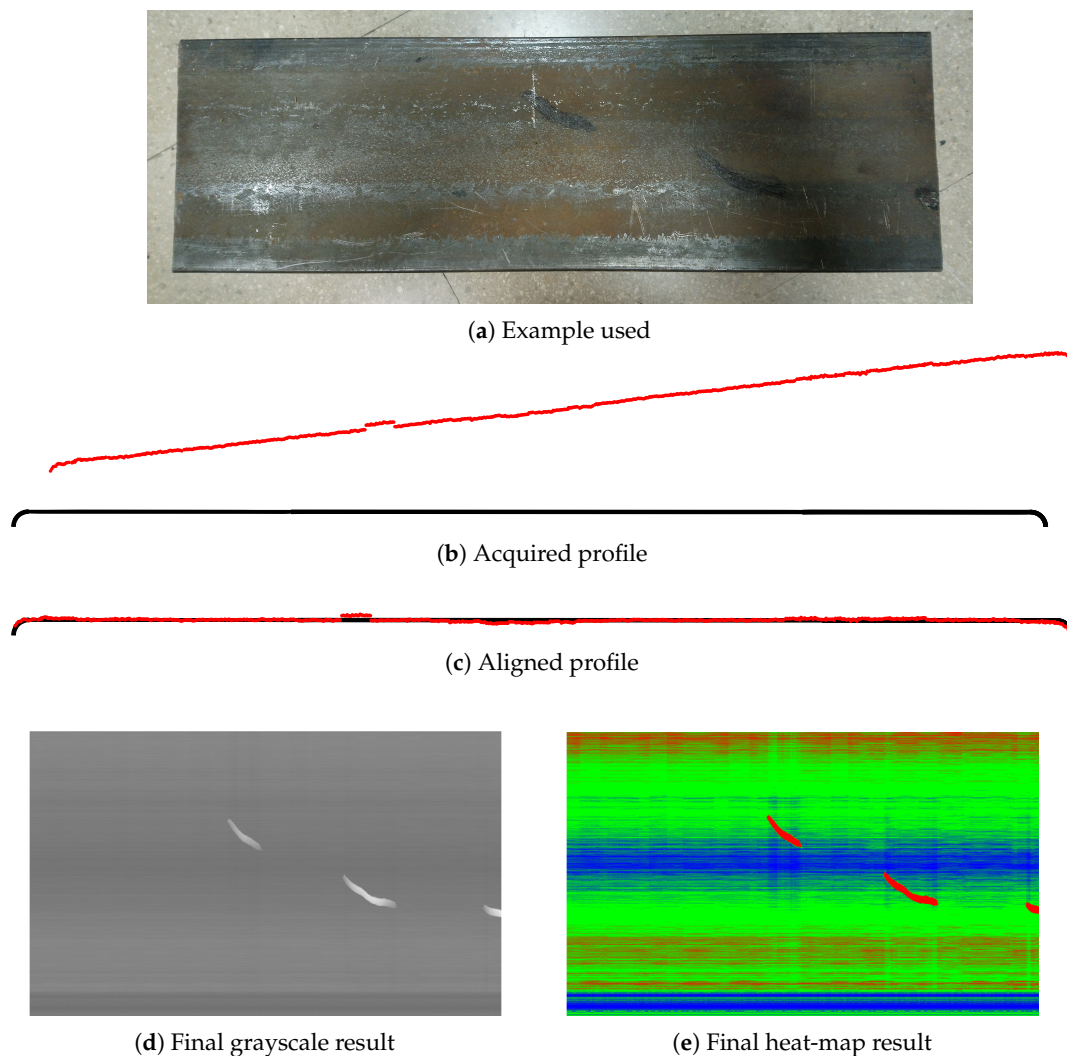 (a) Example used
(b) Acquired profile
(c) Aligned profile
(d) Final grayscale result
(e) Final heat-map result